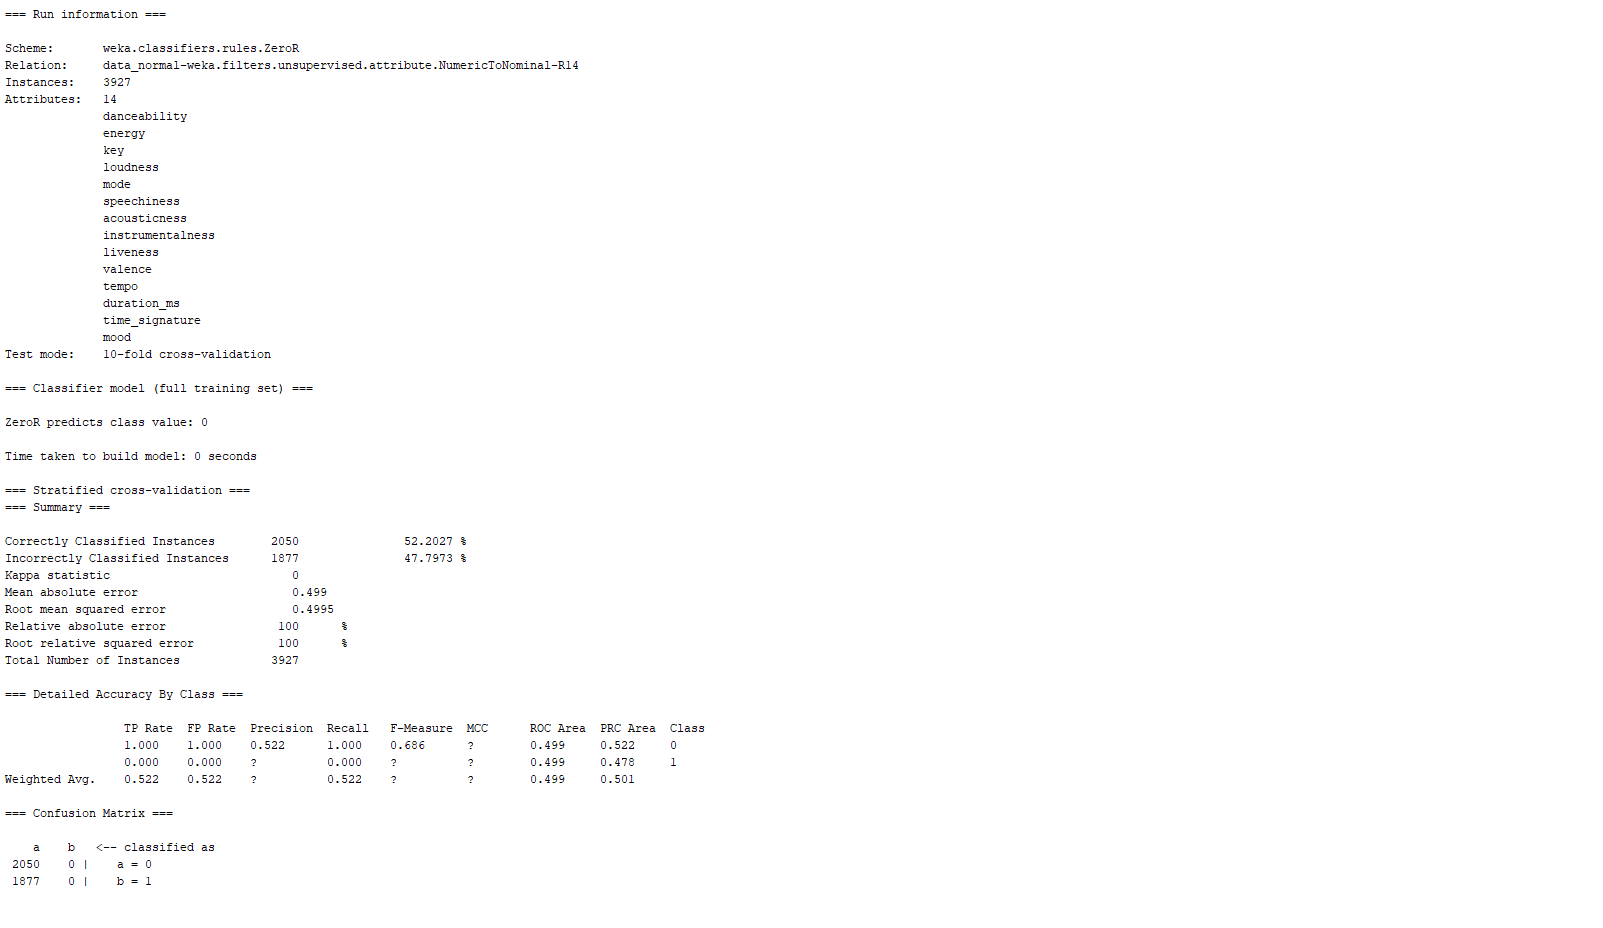 === Run information ===
Scheme:       weka.classifiers.rules.ZeroR
Relation:     data_normal-weka.filters.unsupervised.attribute.NumericToNominal-R14
Instances:    3927
Attributes:   14
              danceability
              energy
              key
              loudness
              mode
              speechiness
              acousticness
              instrumentalness
              liveness
              valence
              tempo
              duration_ms
              time_signature
              mood
Test mode:    10-fold cross-validation
=== Classifier model (full training set) ===
ZeroR predicts class value: 0
Time taken to build model: 0 seconds
=== Stratified cross-validation ===
=== Summary ===
Correctly Classified Instances        2050               52.2027 %
Incorrectly Classified Instances      1877               47.7973 %
Kappa statistic                          0
Mean absolute error                      0.499
Root mean squared error                  0.4995
Relative absolute error                100      %
Root relative squared error            100      %
Total Number of Instances             3927
=== Detailed Accuracy By Class ===
                 TP Rate  FP Rate  Precision  Recall   F-Measure  MCC      ROC Area  PRC Area  Class
                 1.000    1.000    0.522      1.000    0.686      ?        0.499     0.522     0
                 0.000    0.000    ?          0.000    ?          ?        0.499     0.478     1
Weighted Avg.    0.522    0.522    ?          0.522    ?          ?        0.499     0.501
=== Confusion Matrix ===
    a    b   <-- classified as
 2050    0 |    a = 0
 1877    0 |    b = 1